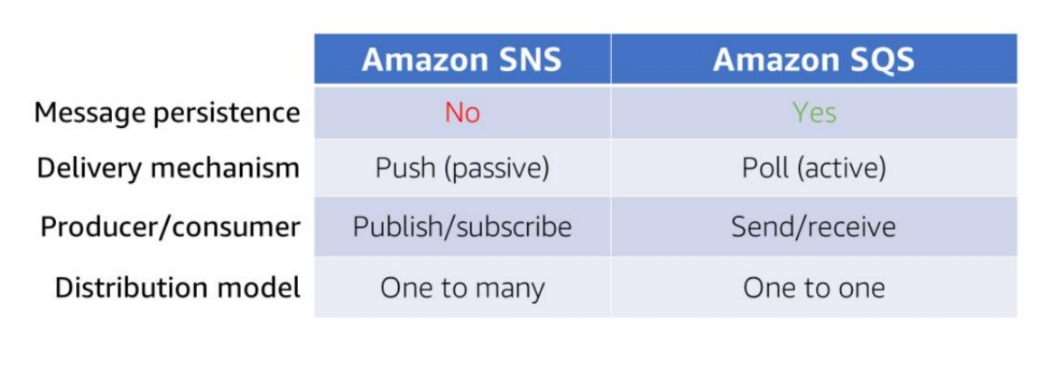 Amazon SNS Amazon SQS
Message persistence No Yes
Delivery mechanism Push (passive) Poll (active)
Producer/consumer Publish/subscribe Send/receive
Distribution model One to many One to one